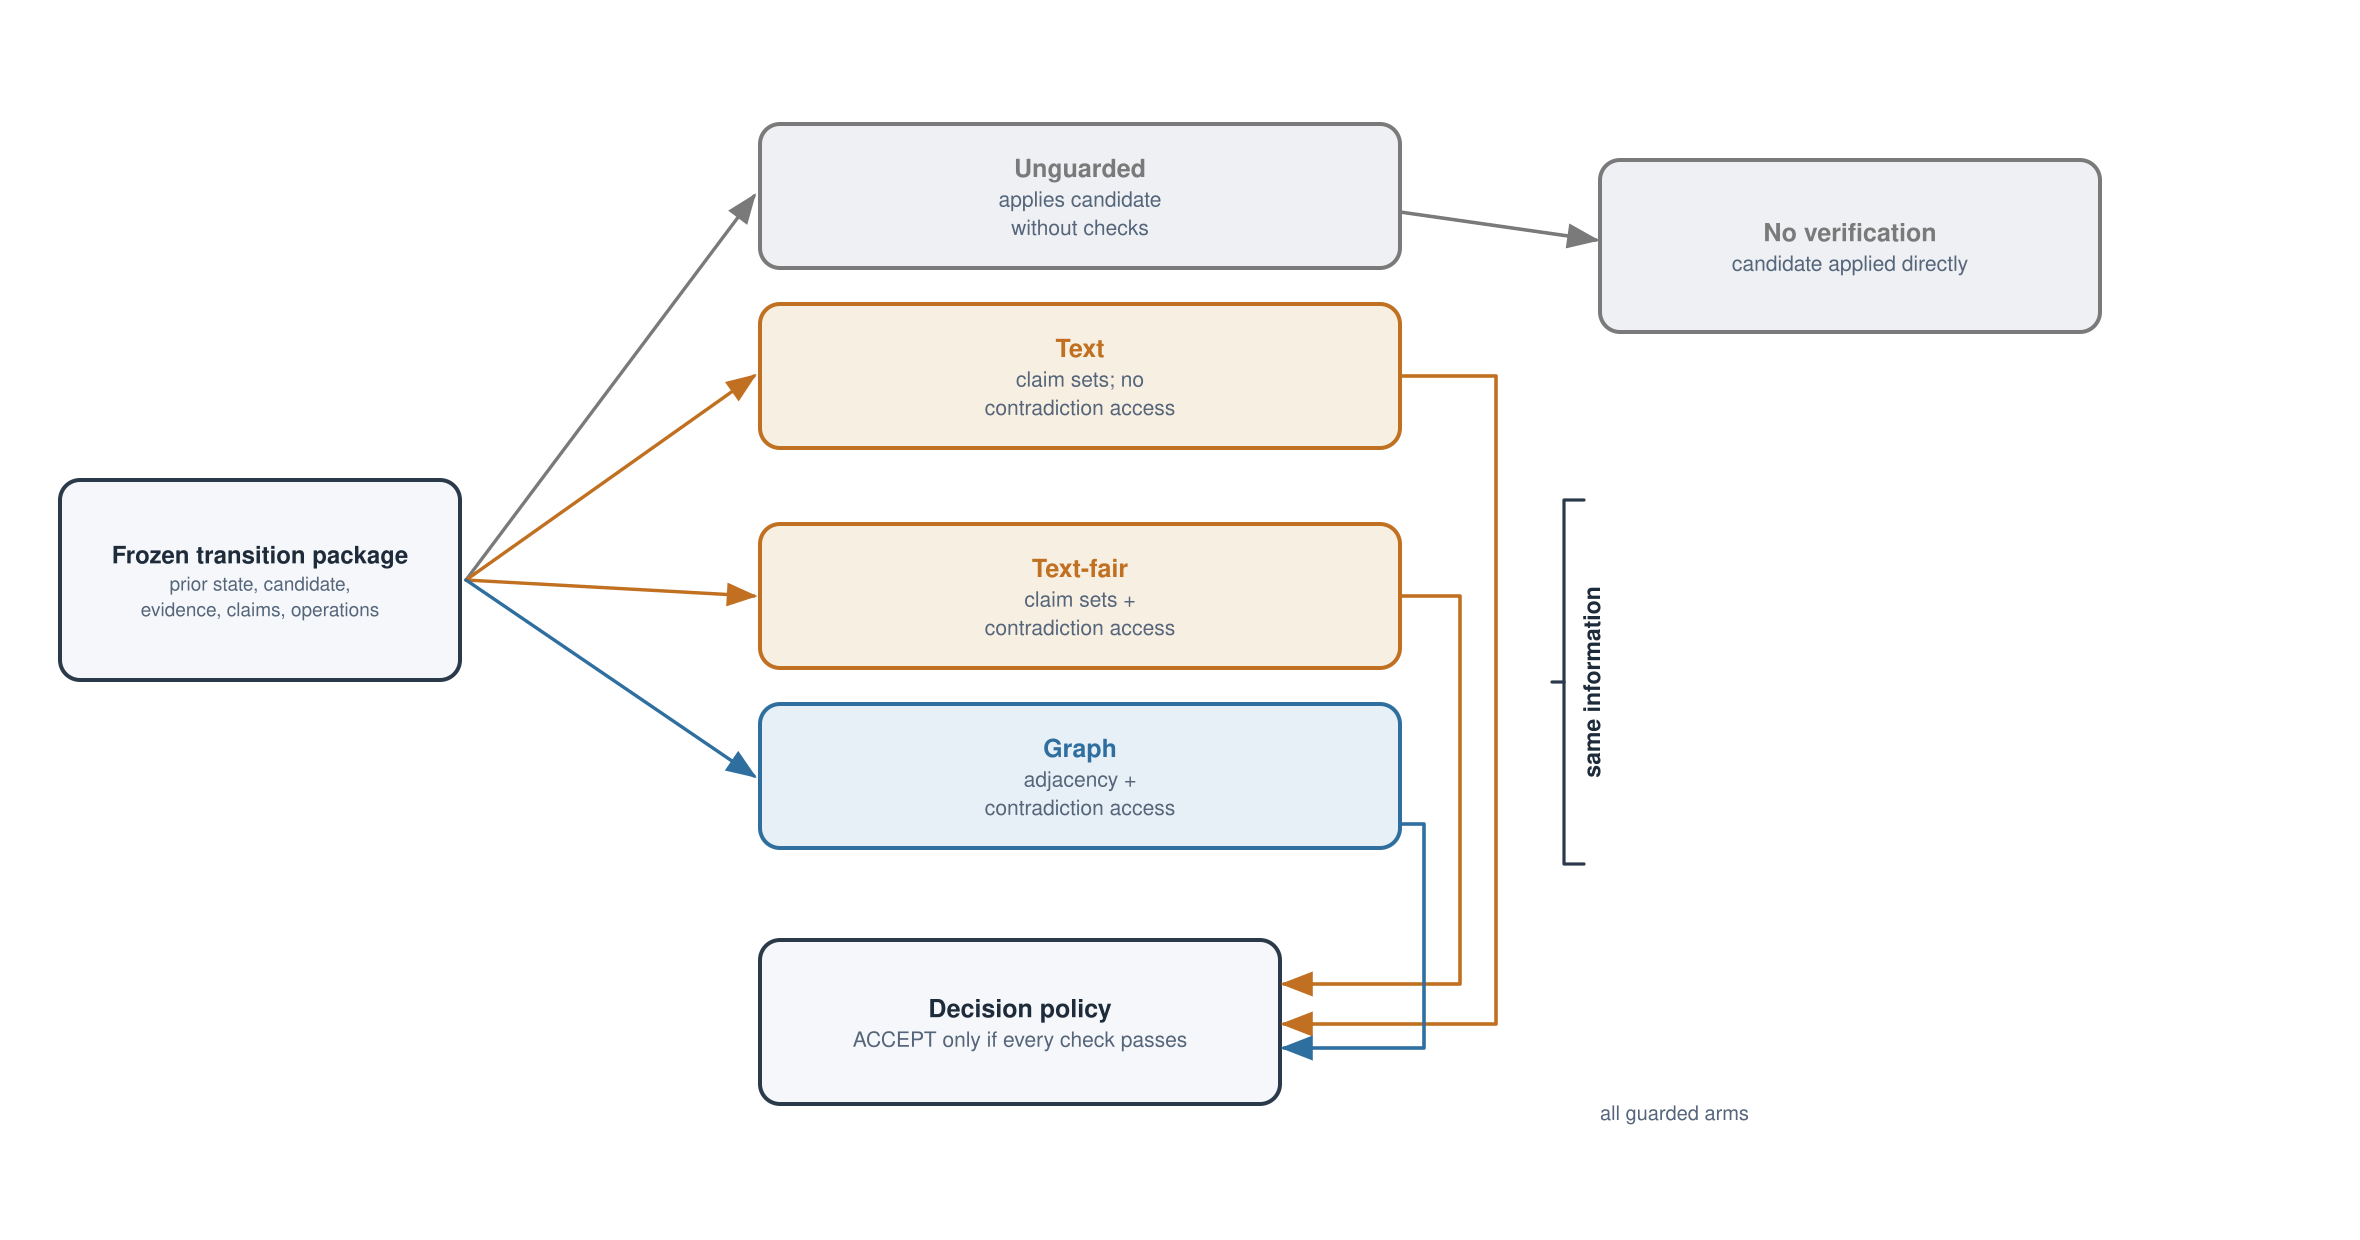 Unguarded
applies candidate
without checks
No verification
candidate applied directly
Text
claim sets; no
contradiction access
Frozen transition package
prior state, candidate,
evidence, claims, operations
Text-fair
claim sets +
contradiction access
same information
Graph
adjacency +
contradiction access
Decision policy
ACCEPT only if every check passes
all guarded arms